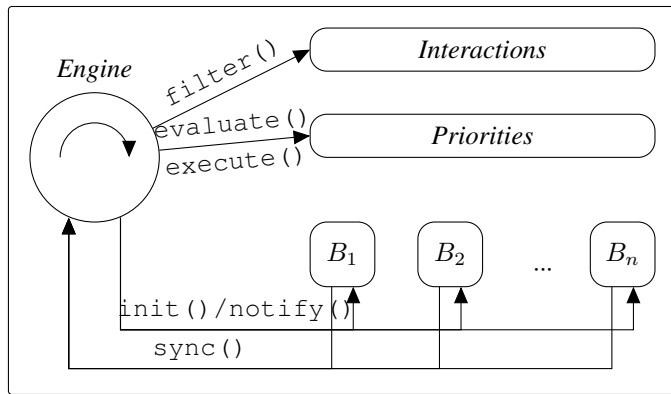 Interactions
Engine
filter()
evaluate()
Priorities
execute()
B1 B2 ... Bn
init()/notify()
sync()